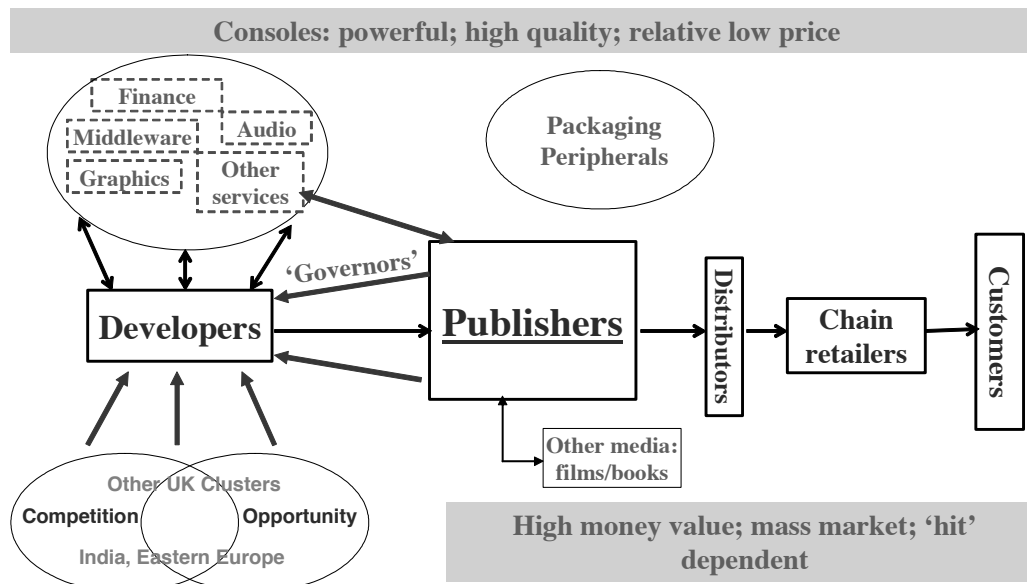 Consoles: powerful; high quality; relative low price
Finance
Middleware
Audio
Graphics
Other
services
Packaging
Peripherals
‘Governors’
Developers
Publishers
Distributors
Chain
retailers
Customers
Other media:
films/books
Other UK Clusters
Competition
Opportunity
India, Eastern Europe
High money value; mass market; ‘hit’
dependent